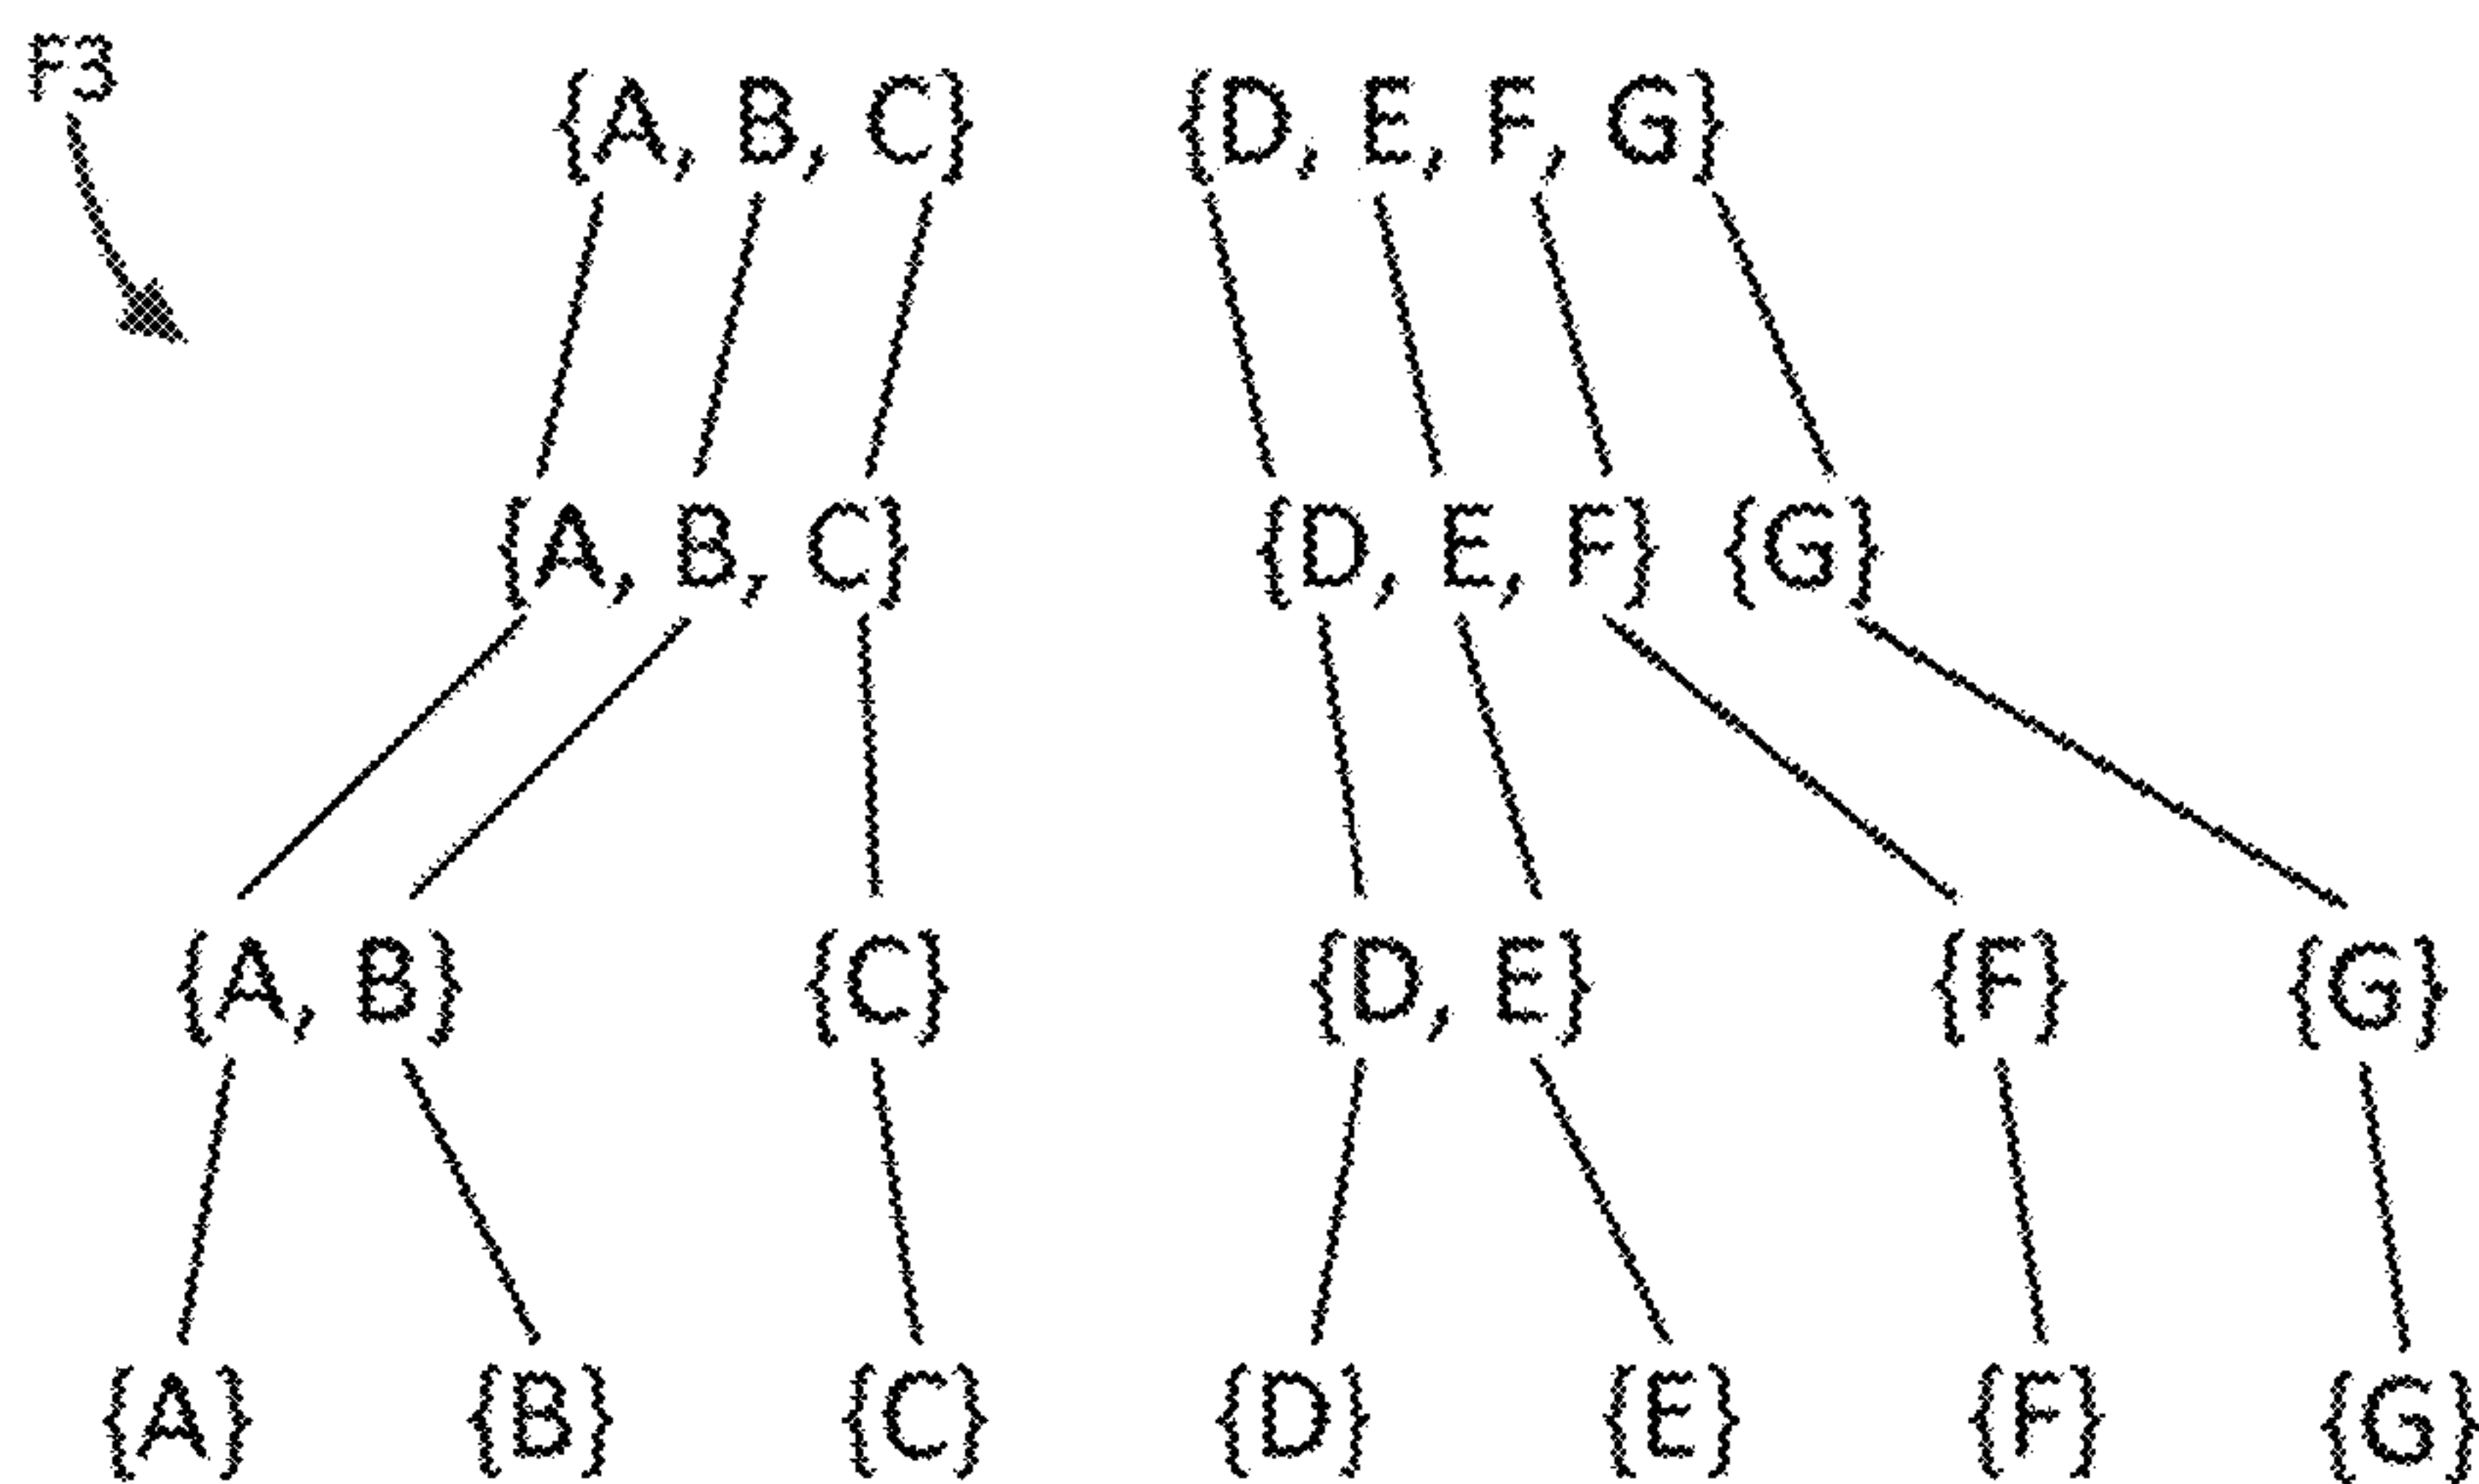 F3
{A, B, C} {D, E, F, G}
{A, B, C} {D, E, F} {G}
{A, B} {C} {D, E} {F} {G}
{A} {B} {C} {D} {E} {F} {G}